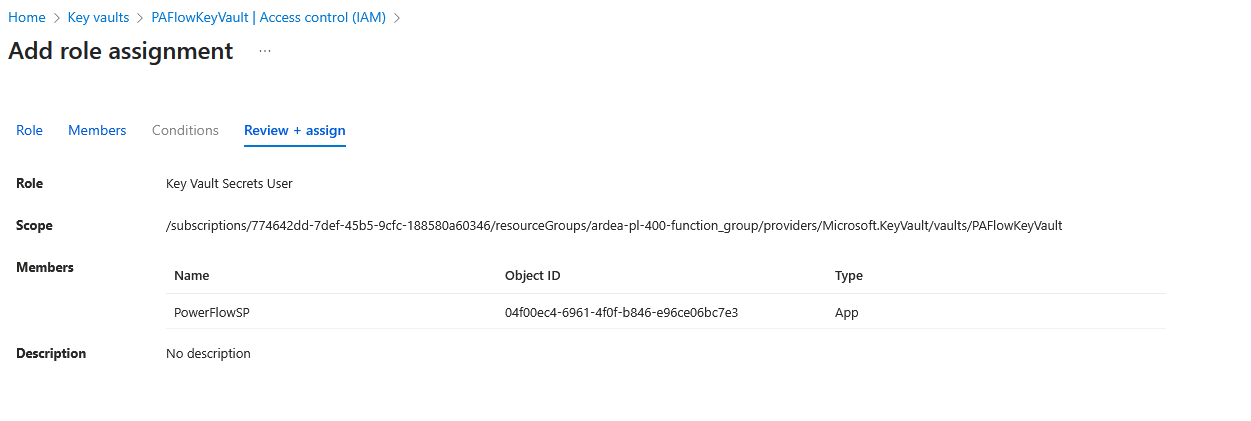 Home > Key vaults > PAFlowKeyVault | Access control (IAM) >
Add role assignment ...
Role Members Conditions Review + assign
Role Key Vault Secrets User
Scope /subscriptions/774642dd-7def-45b5-9cfc-188580a60346/resourceGroups/ardea-pl-400-function_group/providers/Microsoft.KeyVault/vaults/PAFlowKeyVault
Members Name Object ID Type
PowerFlowSP 04f00ec4-6961-4f0f-b846-e96ce06bc7e3 App
Description No description